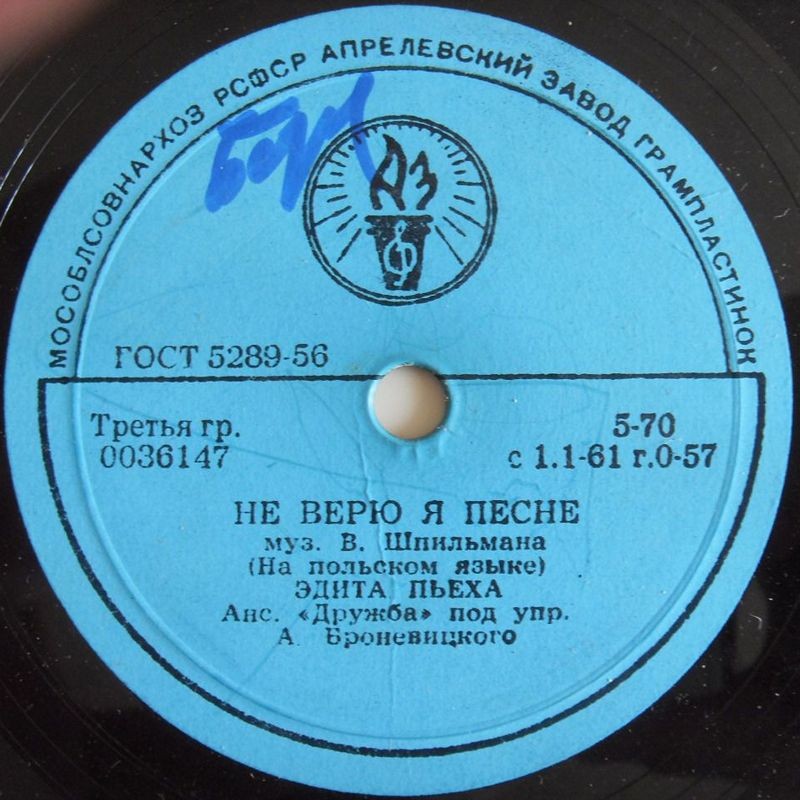 МОСОБЛСОВНАРХОЗ РСФСР АПРЕЛЕВСКИЙ ЗАВОД ГРАМПЛАСТИНОК
АЗ
ГОСТ 5289-56
Третья гр. 5-70
0036147 с 1.1-61 г.0-57
НЕ ВЕРЮ Я ПЕСНЕ
муз. В. Шпильмана
(На польском языке)
ЭДИТА ПЬЕХА
Анс. «Дружба» под упр.
А. Броневицкого